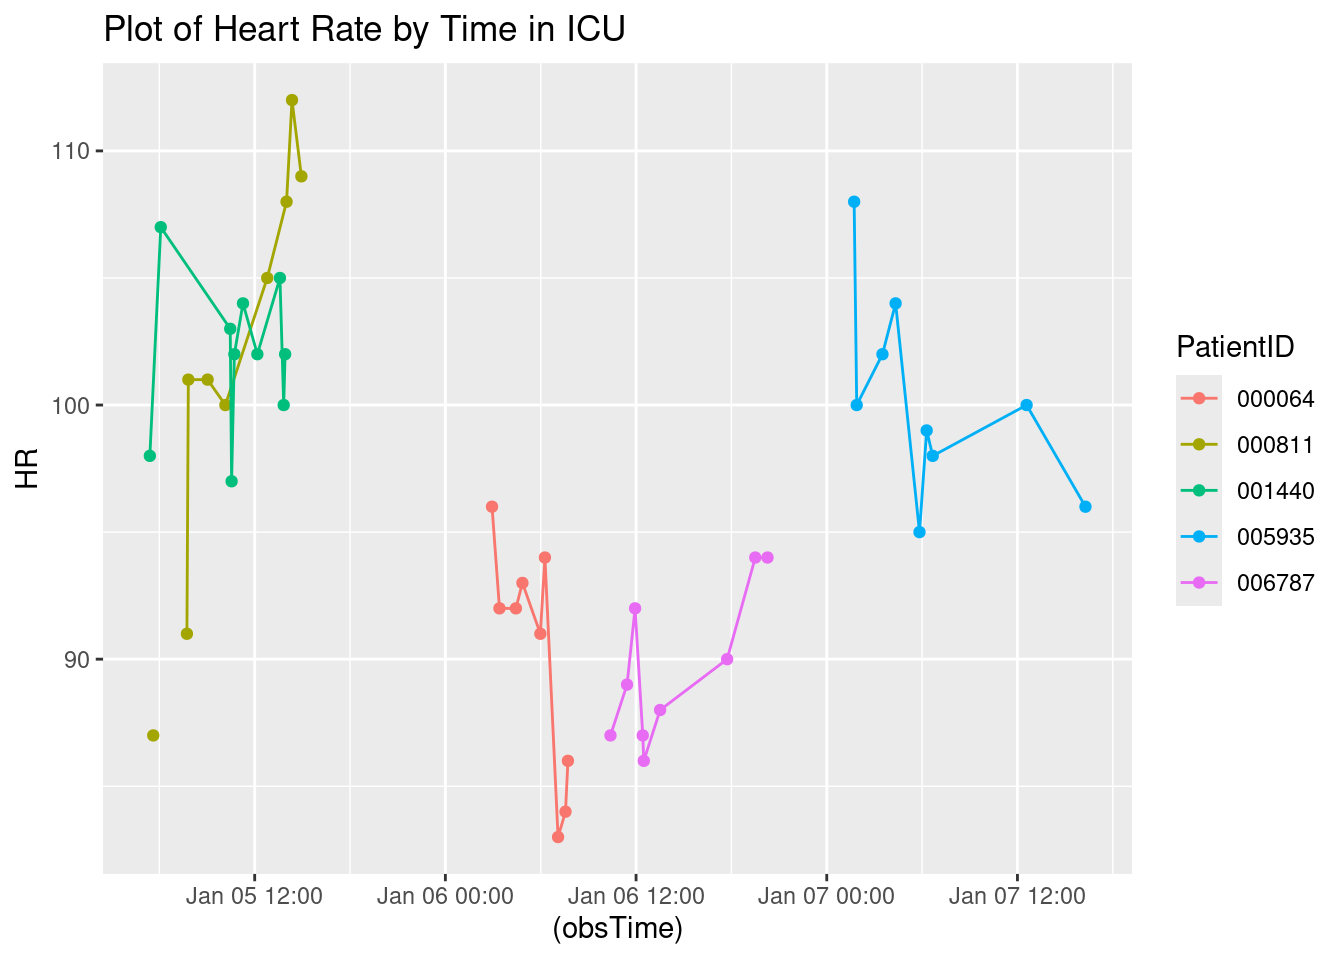 Plot of Heart Rate by Time in ICU
110
100
90
HR
Jan 05 12:00
Jan 06 00:00
Jan 06 12:00
Jan 07 00:00
Jan 07 12:00
(obsTime)
PatientID
000064
000811
001440
005935
006787